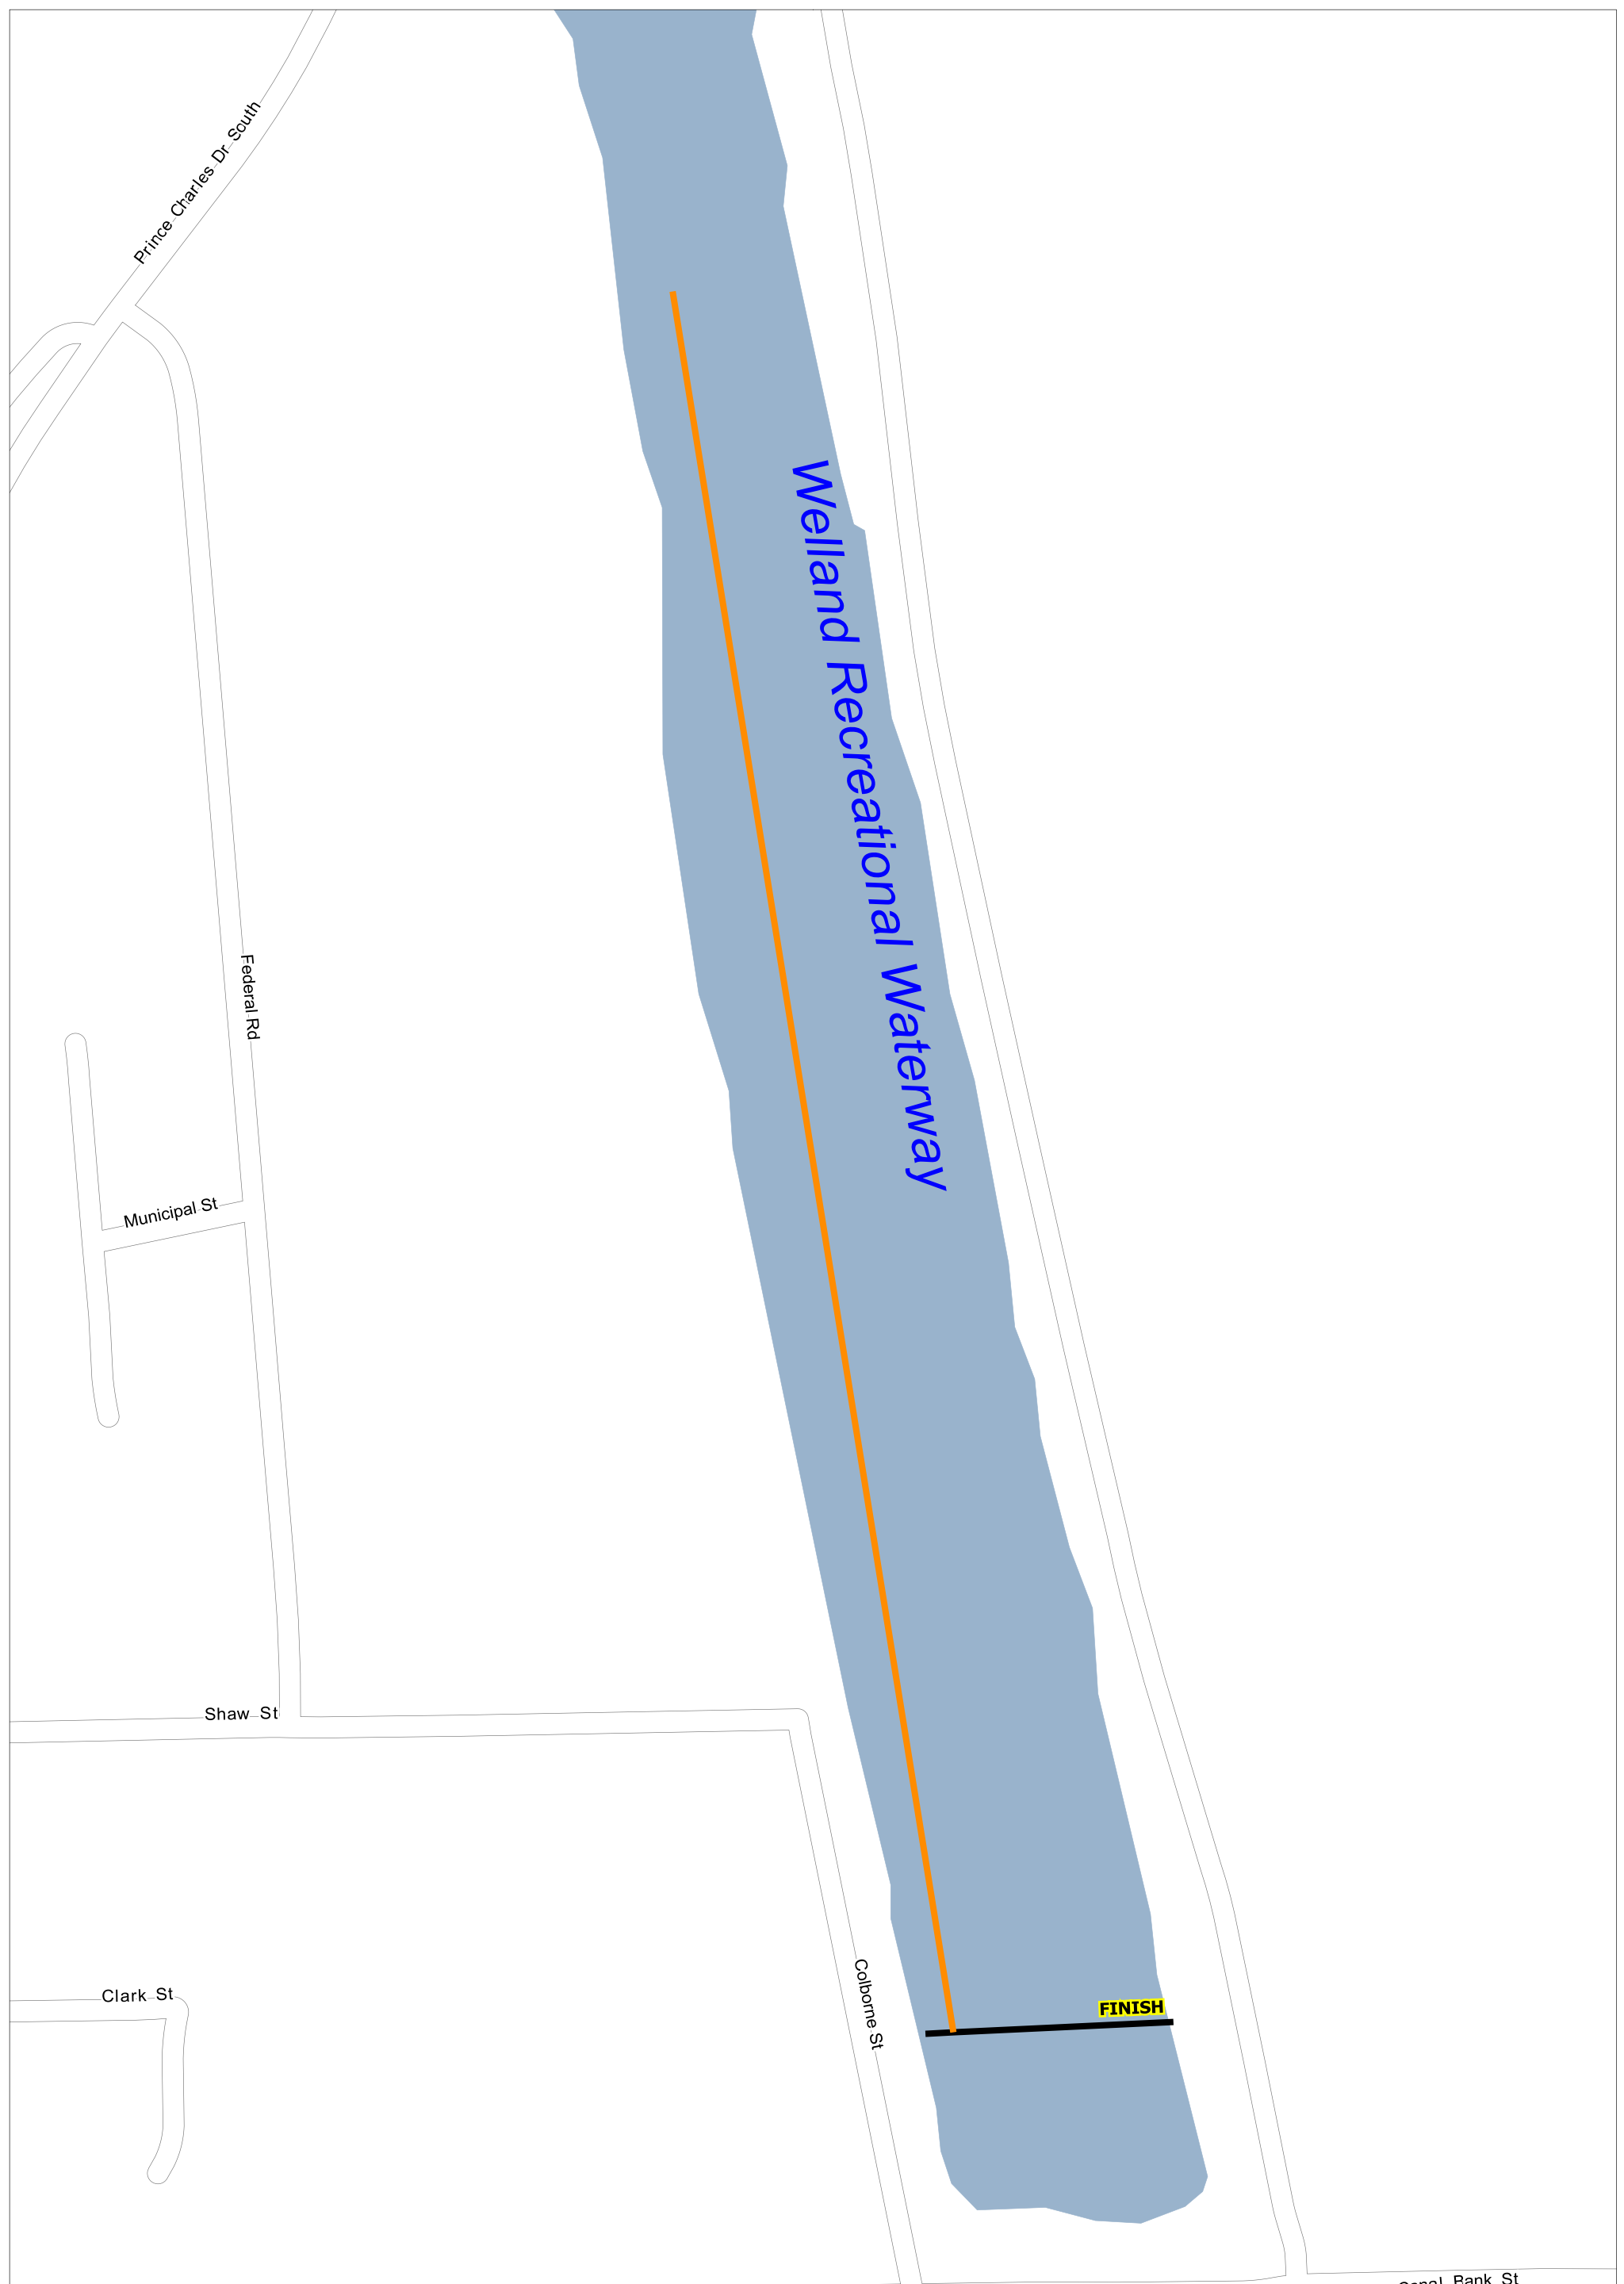 Prince Charles Dr South
Welland Recreational Waterway
Federal Rd
Municipal St
Shaw St
Clark St
Colborne St
FINISH
Canal Bank St